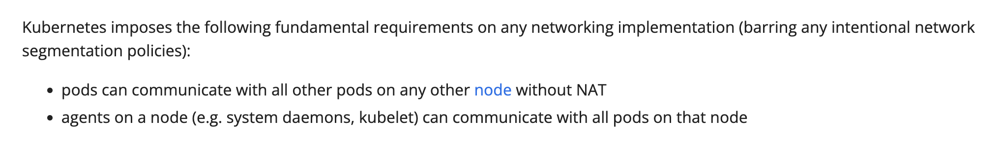 Kubernetes imposes the following fundamental requirements on any networking implementation (barring any intentional network
segmentation policies):
• pods can communicate with all other pods on any other node without NAT
• agents on a node (e.g. system daemons, kubelet) can communicate with all pods on that node